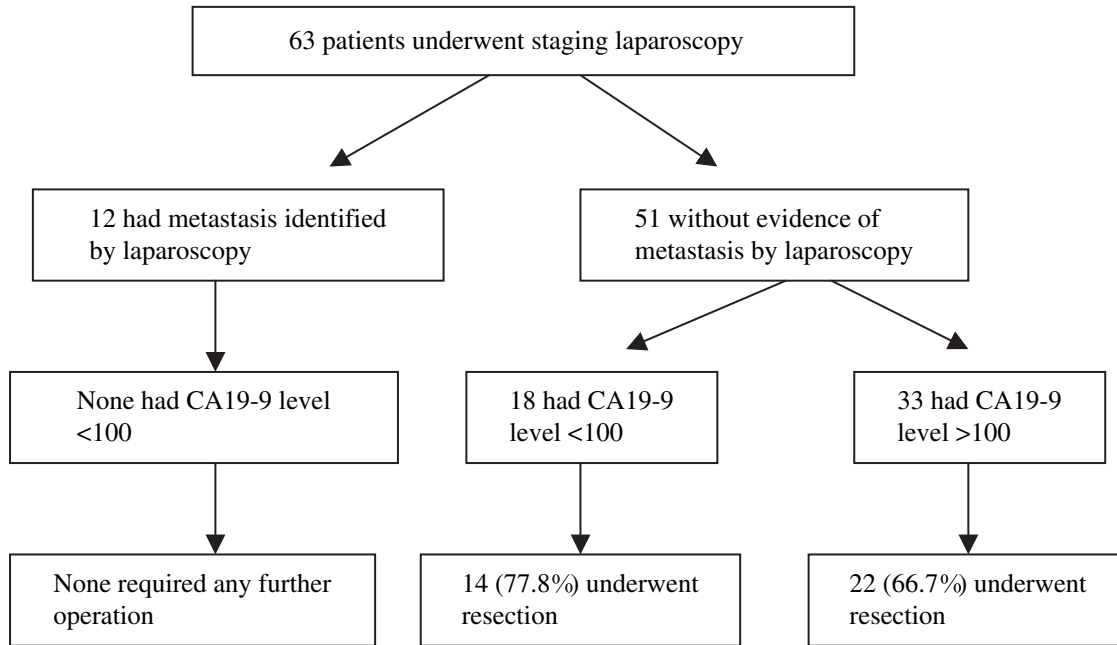 63 patients underwent staging laparoscopy
12 had metastasis identified
by laparoscopy
51 without evidence of
metastasis by laparoscopy
None had CA19-9 level
<100
18 had CA19-9
level <100
33 had CA19-9
level >100
None required any further
operation
14 (77.8%) underwent
resection
22 (66.7%) underwent
resection